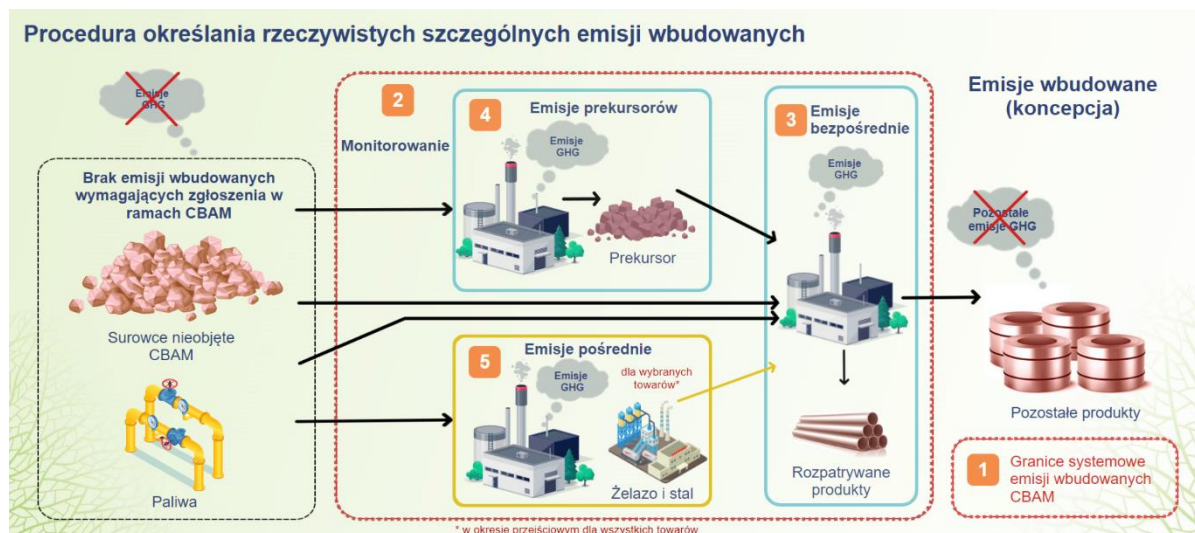 Procedura określania rzeczywistych szczególnych emisji wbudowanych
Emisje
GHG
Brak emisji wbudowanych
wymagających zgłoszenia w
ramach CBAM
Surowce nieobjęte
CBAM
Paliwa
2
Monitorowanie
4
Emisje prekursorów
Emisje
GHG
Prekursor
5
Emisje pośrednie
Emisje
GHG
dla wybranych
towarów*
Żelazo i stal
3
Emisje
bezpośrednie
Emisje
GHG
Rozpatrywane
produkty
* w okresie przejściowym dla wszystkich towarów
Emisje wbudowane
(koncepcja)
Pozostałe
emisje GHG
Pozostałe produkty
1
Granice systemowe
emisji wbudowanych
CBAM